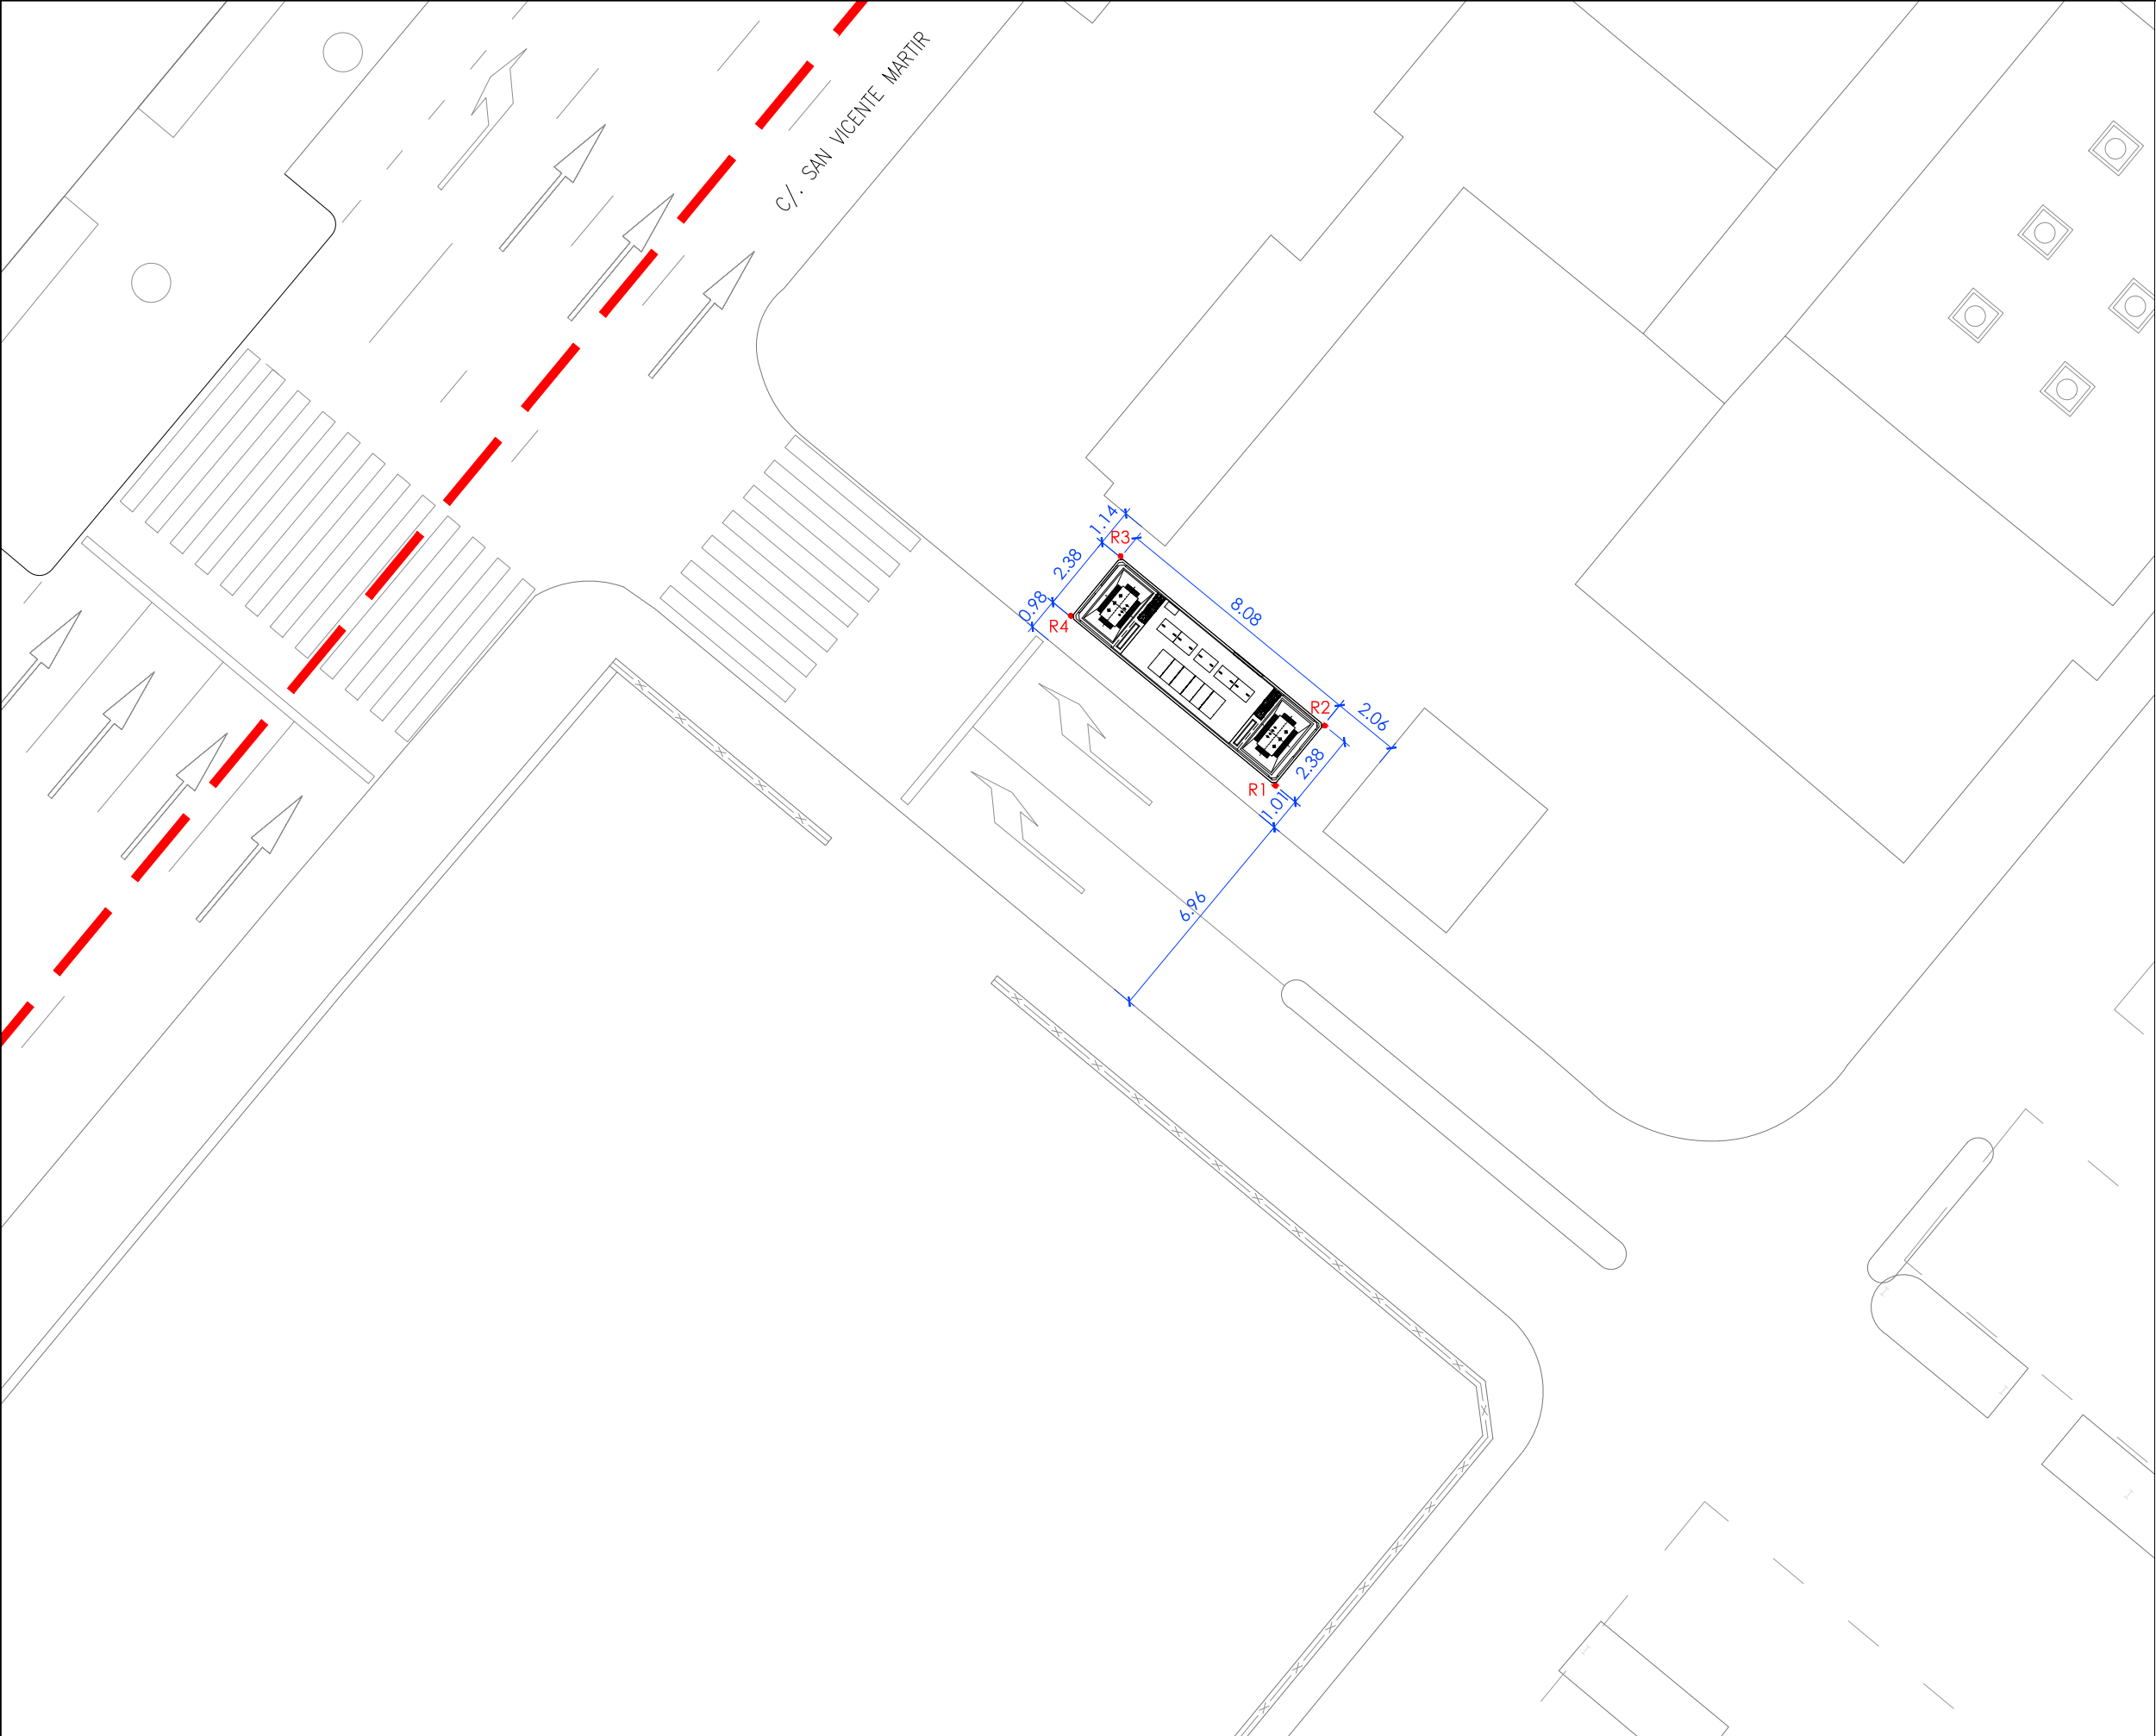 C/. SAN VICENTE MARTIR
1.14
R3
2.38
0.98
R4
8.08
R2
2.06
2.38
R1
1.01
6.96